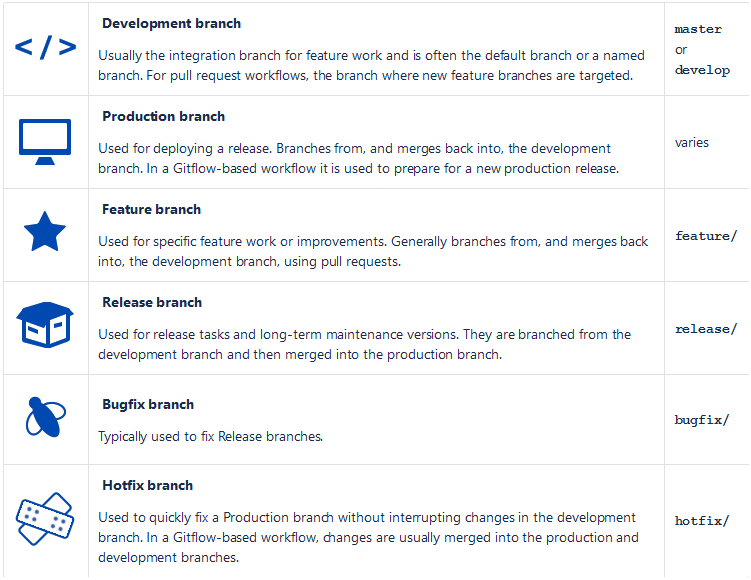 Development branch
Usually the integration branch for feature work and is often the default branch or a named
branch. For pull request workflows, the branch where new feature branches are targeted.
master
or
develop
Production branch
Used for deploying a release. Branches from, and merges back into, the development
branch. In a Gitflow-based workflow it is used to prepare for a new production release.
varies
Feature branch
Used for specific feature work or improvements. Generally branches from, and merges back
into, the development branch, using pull requests.
feature/
Release branch
Used for release tasks and long-term maintenance versions. They are branched from the
development branch and then merged into the production branch.
release/
Bugfix branch
Typically used to fix Release branches.
bugfix/
Hotfix branch
Used to quickly fix a Production branch without interrupting changes in the development
branch. In a Gitflow-based workflow, changes are usually merged into the production and
development branches.
hotfix/